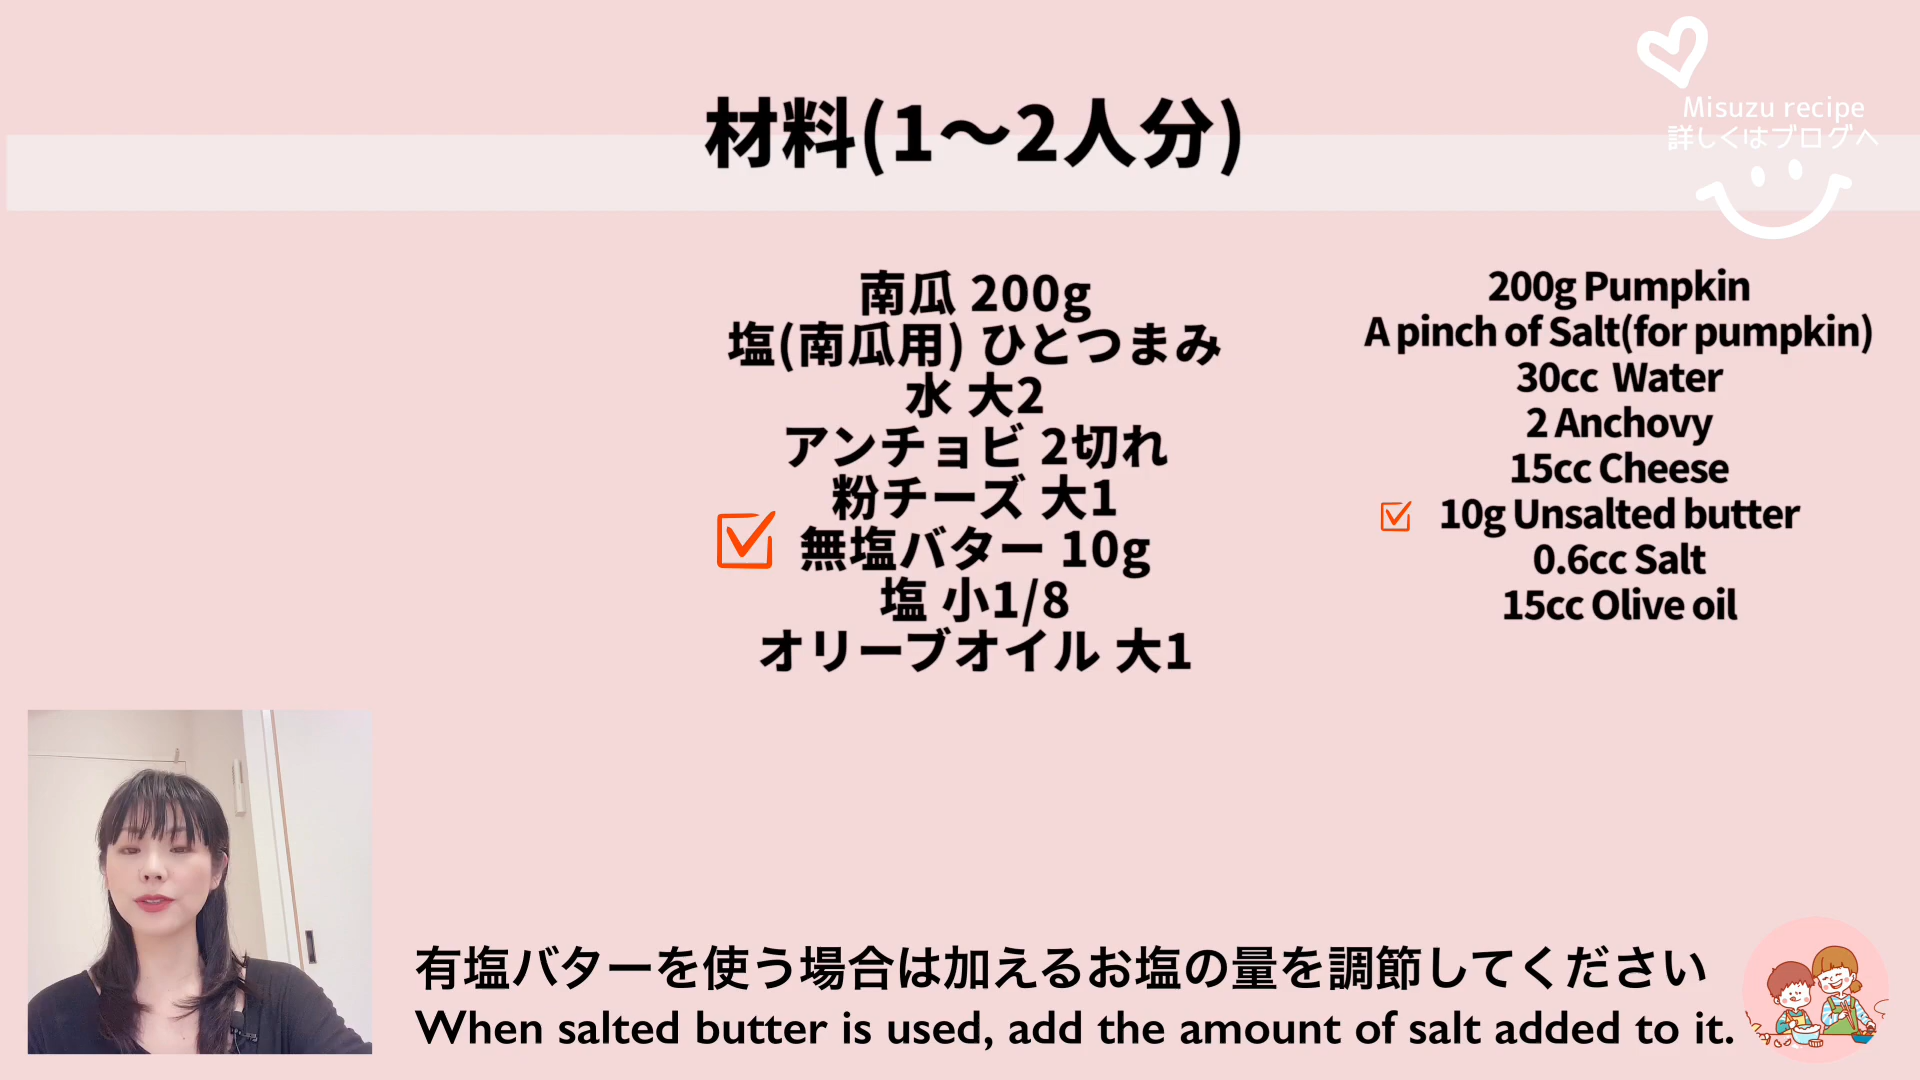 材料(1〜2人分)
Misuzu recipe
詳しくはブログへ
南瓜 200g
塩(南瓜用) ひとつまみ
水 大2
アンチョビ 2切れ
粉チーズ 大1
無塩バター 10g
塩 小1/8
オリーブオイル 大1
200g Pumpkin
A pinch of Salt(for pumpkin)
30cc Water
2 Anchovy
15cc Cheese
10g Unsalted butter
0.6cc Salt
15cc Olive oil
有塩バターを使う場合は加えるお塩の量を調節してください
When salted butter is used, add the amount of salt added to it.